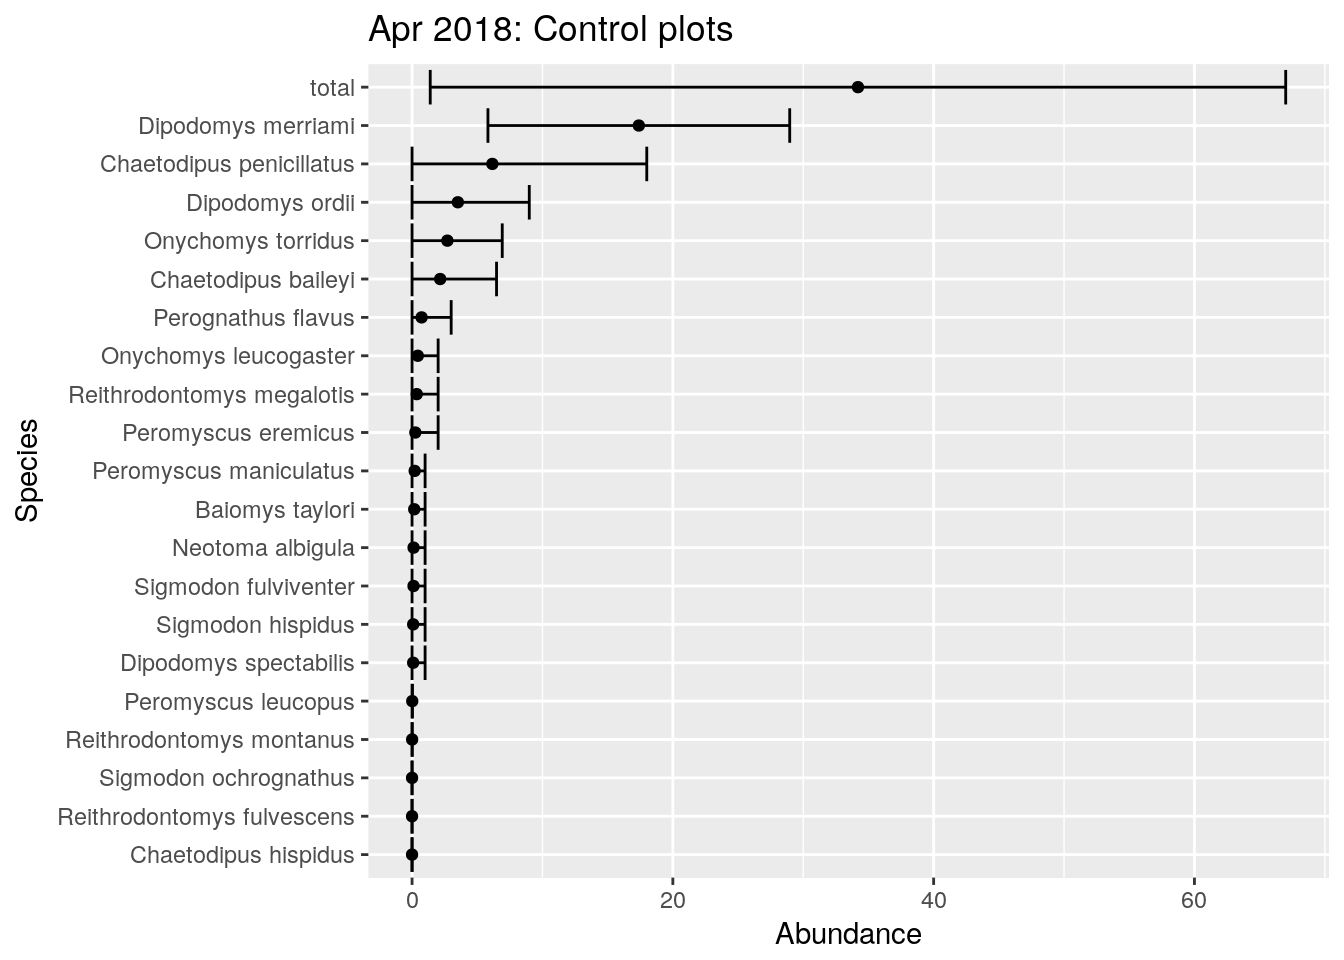 Apr 2018: Control plots
total
Dipodomys merriami
Chaetodipus penicillatus
Dipodomys ordii
Onychomys torridus
Chaetodipus baileyi
Perognathus flavus
Onychomys leucogaster
Reithrodontomys megalotis
Peromyscus eremicus
Peromyscus maniculatus
Baiomys taylori
Neotoma albigula
Sigmodon fulviventer
Sigmodon hispidus
Dipodomys spectabilis
Peromyscus leucopus
Reithrodontomys montanus
Sigmodon ochrognathus
Reithrodontomys fulvescens
Chaetodipus hispidus
Species
0 20 40 60
Abundance